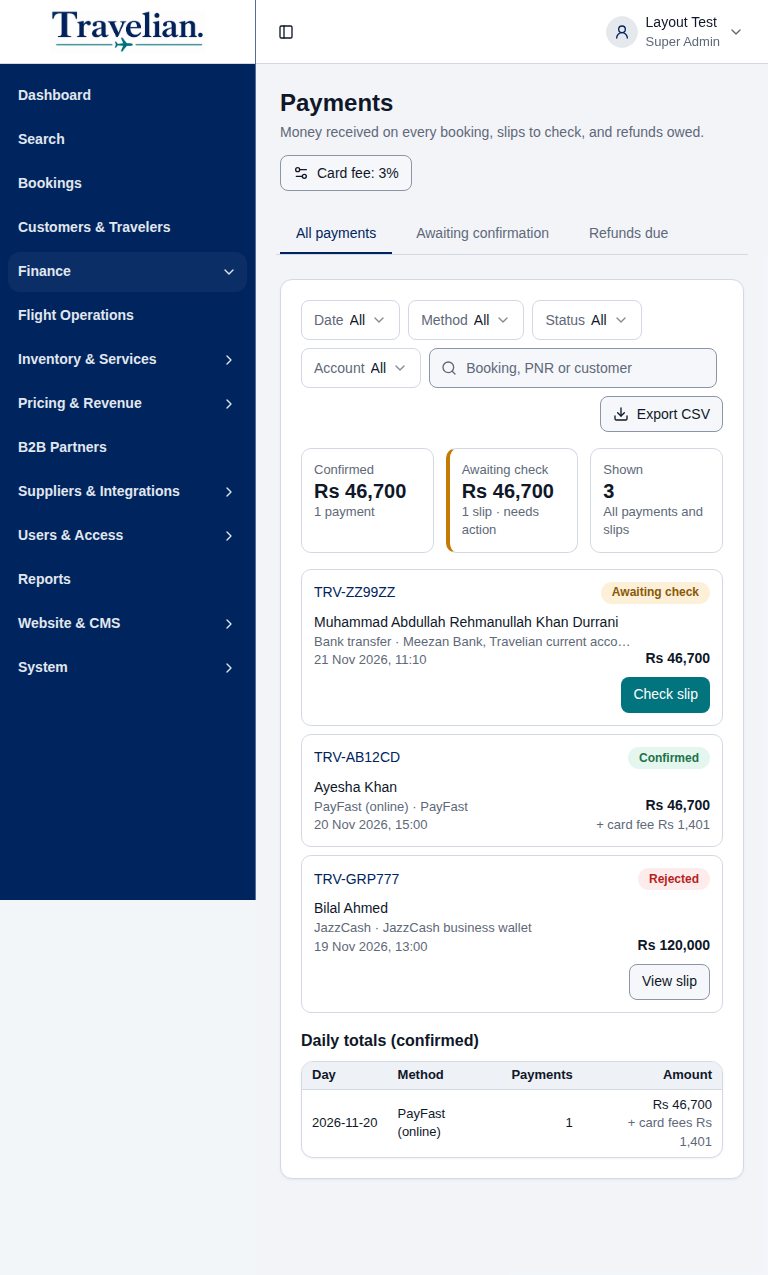 Travelian.
Layout Test
Super Admin
Dashboard
Search
Bookings
Customers & Travelers
Finance
Flight Operations
Inventory & Services
Pricing & Revenue
B2B Partners
Suppliers & Integrations
Users & Access
Reports
Website & CMS
System
Payments
Money received on every booking, slips to check, and refunds owed.
Card fee: 3%
All payments Awaiting confirmation Refunds due
Date All Method All Status All
Account All Booking, PNR or customer
Export CSV
Confirmed
Rs 46,700
1 payment
Awaiting check
Rs 46,700
1 slip · needs
action
Shown
3
All payments and
slips
TRV-ZZ99ZZ Awaiting check
Muhammad Abdullah Rehmanullah Khan Durrani
Bank transfer · Meezan Bank, Travelian current acco…
21 Nov 2026, 11:10 Rs 46,700
Check slip
TRV-AB12CD Confirmed
Ayesha Khan
PayFast (online) · PayFast Rs 46,700
20 Nov 2026, 15:00 + card fee Rs 1,401
TRV-GRP777 Rejected
Bilal Ahmed
JazzCash · JazzCash business wallet
19 Nov 2026, 13:00 Rs 120,000
View slip
Daily totals (confirmed)
Day Method Payments Amount
2026-11-20 PayFast (online) 1 Rs 46,700
+ card fees Rs
1,401